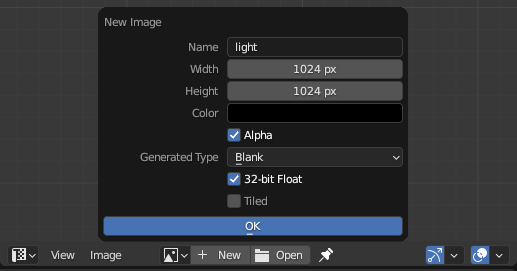 New Image
Name light
Width 1024 px
Height 1024 px
Color
Alpha
Generated Type Blank
32-bit Float
Tiled
OK
View Image + New Open